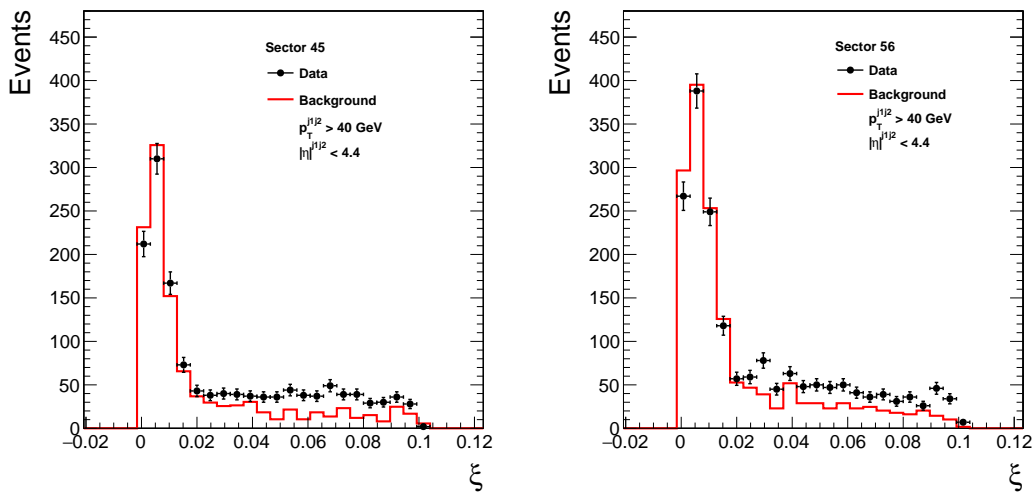 Events
450
400
350
300
250
200
150
100
50
0
Sector 45
Data
Background
p_T^j1j2 > 40 GeV
|η|^j1j2 < 4.4
−0.02 0 0.02 0.04 0.06 0.08 0.1 0.12
ξ
Events
450
400
350
300
250
200
150
100
50
0
Sector 56
Data
Background
p_T^j1j2 > 40 GeV
|η|^j1j2 < 4.4
−0.02 0 0.02 0.04 0.06 0.08 0.1 0.12
ξ